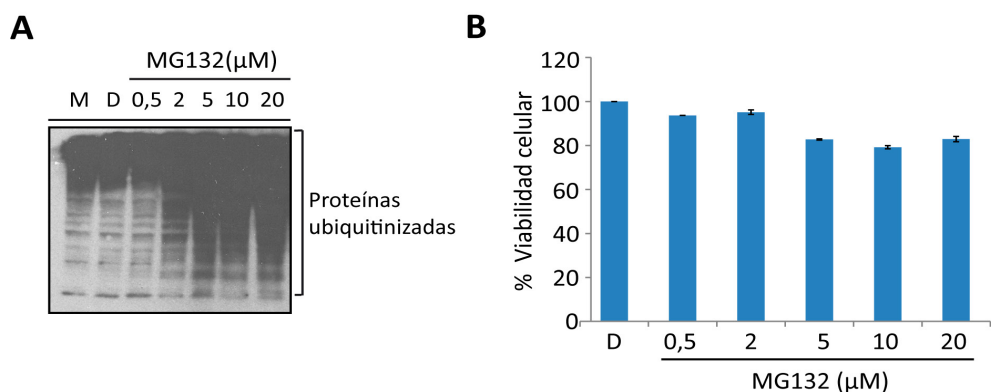 A
MG132(µM)
M D 0,5 2 5 10 20
Proteínas
ubiquitinizadas
B
% Viabilidad celular
120
100
80
60
40
20
0
D 0,5 2 5 10 20
MG132 (µM)